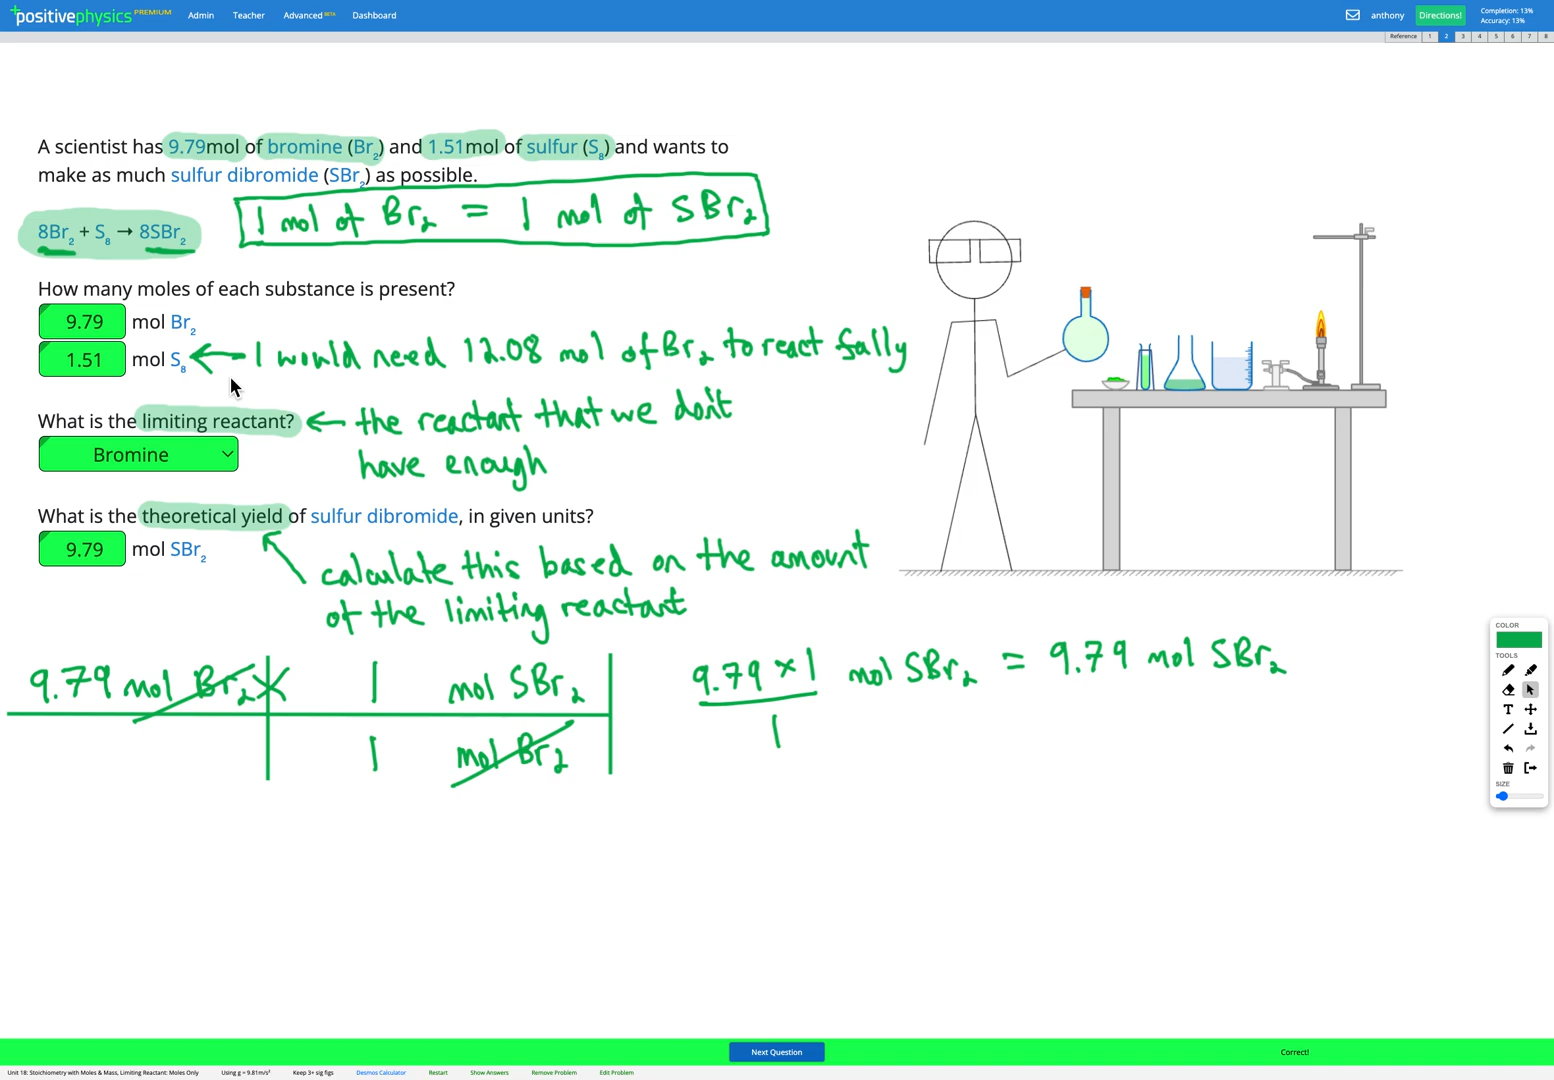 +positivephysics PREMIUM Admin Teacher Advanced BETA Dashboard anthony Directions! Completion: 13%
Accuracy: 13%
Reference 1 2 3 4 5 6 7 8
A scientist has 9.79mol of bromine (Br₂) and 1.51mol of sulfur (S₈) and wants to
make as much sulfur dibromide (SBr₂) as possible.
1 mol of Br₂ = 1 mol of SBr₂
8Br₂ + S₈ → 8SBr₂
How many moles of each substance is present?
9.79 mol Br₂
1.51 mol S₈ ← I would need 12.08 mol of Br₂ to react fully
What is the limiting reactant? ← the reactant that we don't
have enough
Bromine
What is the theoretical yield of sulfur dibromide, in given units?
9.79 mol SBr₂
calculate this based on the amount
of the limiting reactant
9.79 mol Br₂ × 1 mol SBr₂
1 mol Br₂
9.79 × 1 mol SBr₂ = 9.79 mol SBr₂
1
COLOR
TOOLS
T
SIZE
Next Question Correct!
Unit 18: Stoichiometry with Moles & Mass, Limiting Reactant: Moles Only Using g = 9.81m/s² Keep 3+ sig figs Desmos Calculator Restart Show Answers Remove Problem Edit Problem